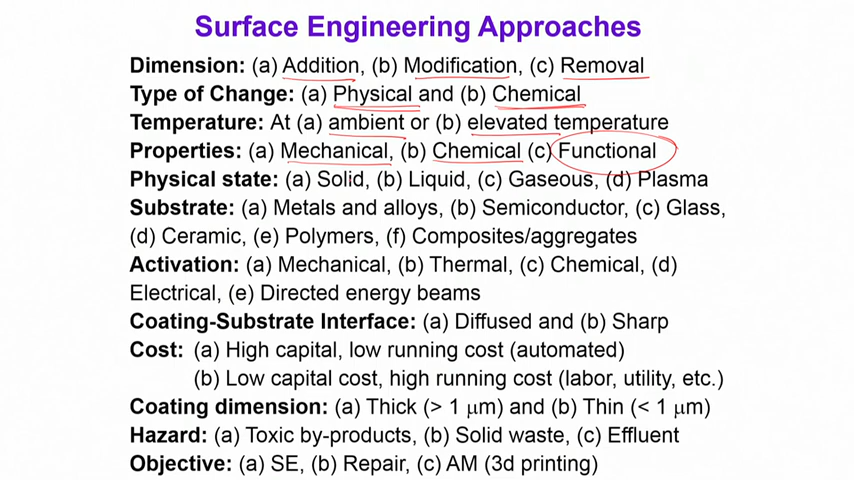 Surface Engineering Approaches
Dimension: (a) Addition, (b) Modification, (c) Removal
Type of Change: (a) Physical and (b) Chemical
Temperature: At (a) ambient or (b) elevated temperature
Properties: (a) Mechanical, (b) Chemical (c) Functional
Physical state: (a) Solid, (b) Liquid, (c) Gaseous, (d) Plasma
Substrate: (a) Metals and alloys, (b) Semiconductor, (c) Glass,
(d) Ceramic, (e) Polymers, (f) Composites/aggregates
Activation: (a) Mechanical, (b) Thermal, (c) Chemical, (d)
Electrical, (e) Directed energy beams
Coating-Substrate Interface: (a) Diffused and (b) Sharp
Cost: (a) High capital, low running cost (automated)
(b) Low capital cost, high running cost (labor, utility, etc.)
Coating dimension: (a) Thick (> 1 μm) and (b) Thin (< 1 μm)
Hazard: (a) Toxic by-products, (b) Solid waste, (c) Effluent
Objective: (a) SE, (b) Repair, (c) AM (3d printing)